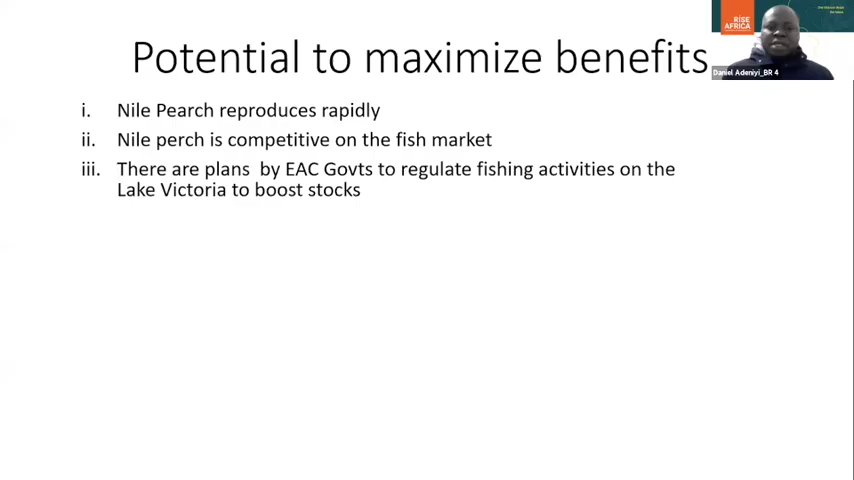 Potential to maximize benefits
i. Nile Pearch reproduces rapidly
ii. Nile perch is competitive on the fish market
iii. There are plans  by EAC Govts to regulate fishing activities on the
Lake Victoria to boost stocks
RISE
AFRICA
Daniel Adeniyi_BR 4